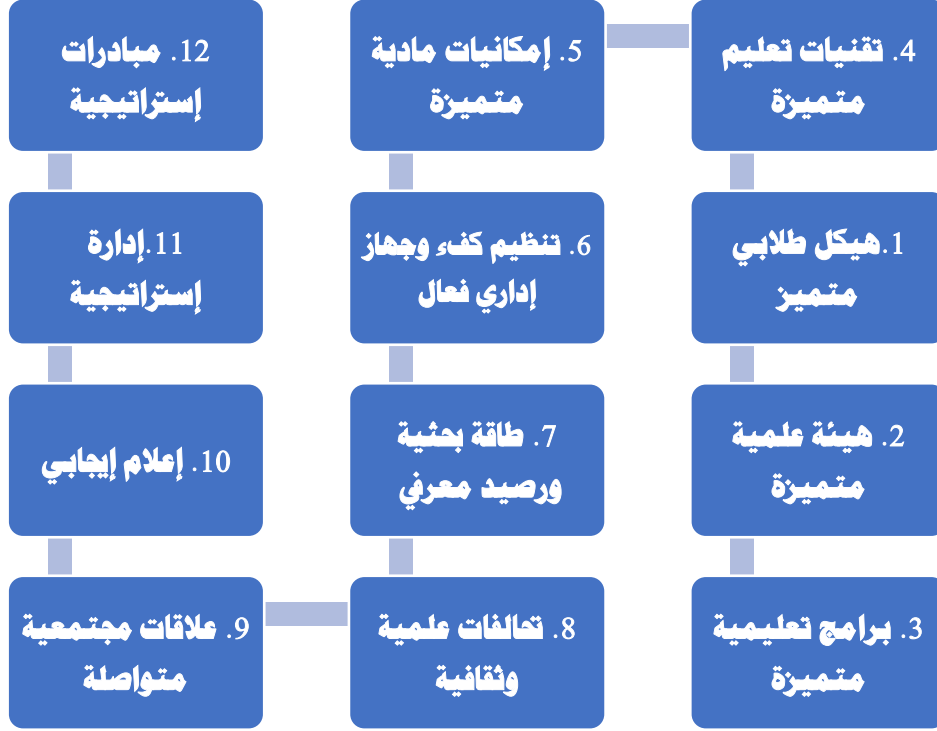 4. تقنيات تعليم
متميزة
1.هيكل طلابي
متميز
2. هيئة علمية
متميزة
3. برامج تعليمية
متميزة
5. إمكانيات مادية
متميزة
6. تنظيم كفء وجهاز
إداري فعال
7. طاقة بحثية
ورصيد معرفي
8. تحالفات علمية
وثقافية
12. مبادرات
إستراتيجية
11.إدارة
إستراتيجية
10. إعلام إيجابي
9. علاقات مجتمعية
متواصلة